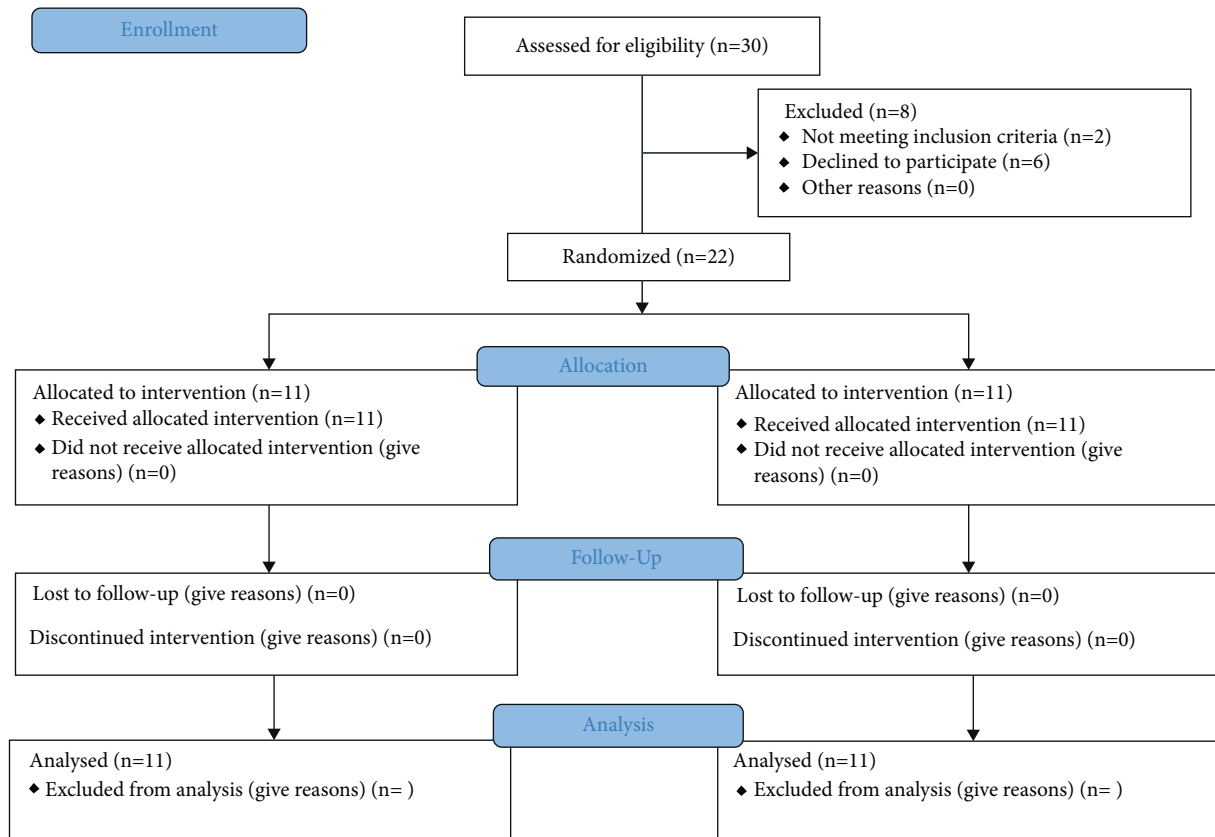 Enrollment
Assessed for eligibility (n=30)
Excluded (n=8)
◆ Not meeting inclusion criteria (n=2)
◆ Declined to participate (n=6)
◆ Other reasons (n=0)
Randomized (n=22)
Allocation
Allocated to intervention (n=11)
◆ Received allocated intervention (n=11)
◆ Did not receive allocated intervention (give
reasons) (n=0)
Allocated to intervention (n=11)
◆ Received allocated intervention (n=11)
◆ Did not receive allocated intervention (give
reasons) (n=0)
Follow-Up
Lost to follow-up (give reasons) (n=0)
Discontinued intervention (give reasons) (n=0)
Lost to follow-up (give reasons) (n=0)
Discontinued intervention (give reasons) (n=0)
Analysis
Analysed (n=11)
◆ Excluded from analysis (give reasons) (n= )
Analysed (n=11)
◆ Excluded from analysis (give reasons) (n= )